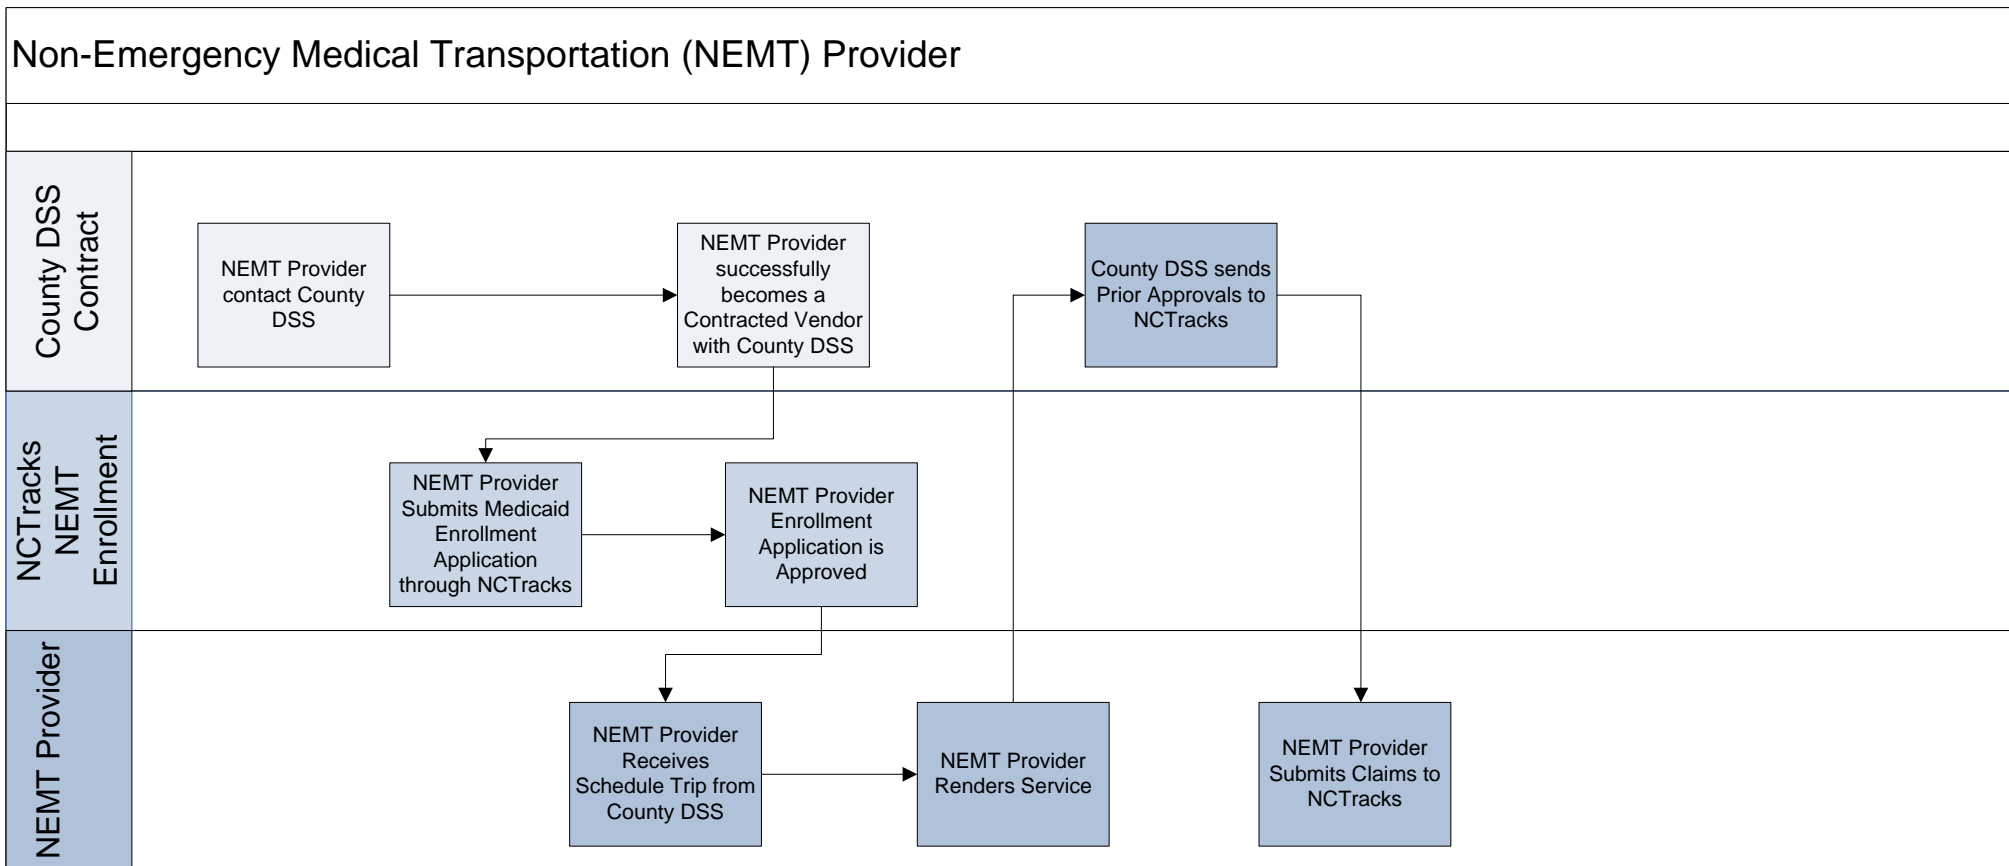 Non-Emergency Medical Transportation (NEMT) Provider
County DSS
Contract
NEMT Provider
contact County
DSS
NEMT Provider
successfully
becomes a
Contracted Vendor
with County DSS
County DSS sends
Prior Approvals to
NCTracks
NCTracks
NEMT
Enrollment
NEMT Provider
Submits Medicaid
Enrollment
Application
through NCTracks
NEMT Provider
Enrollment
Application is
Approved
NEMT Provider
NEMT Provider
Receives
Schedule Trip from
County DSS
NEMT Provider
Renders Service
NEMT Provider
Submits Claims to
NCTracks